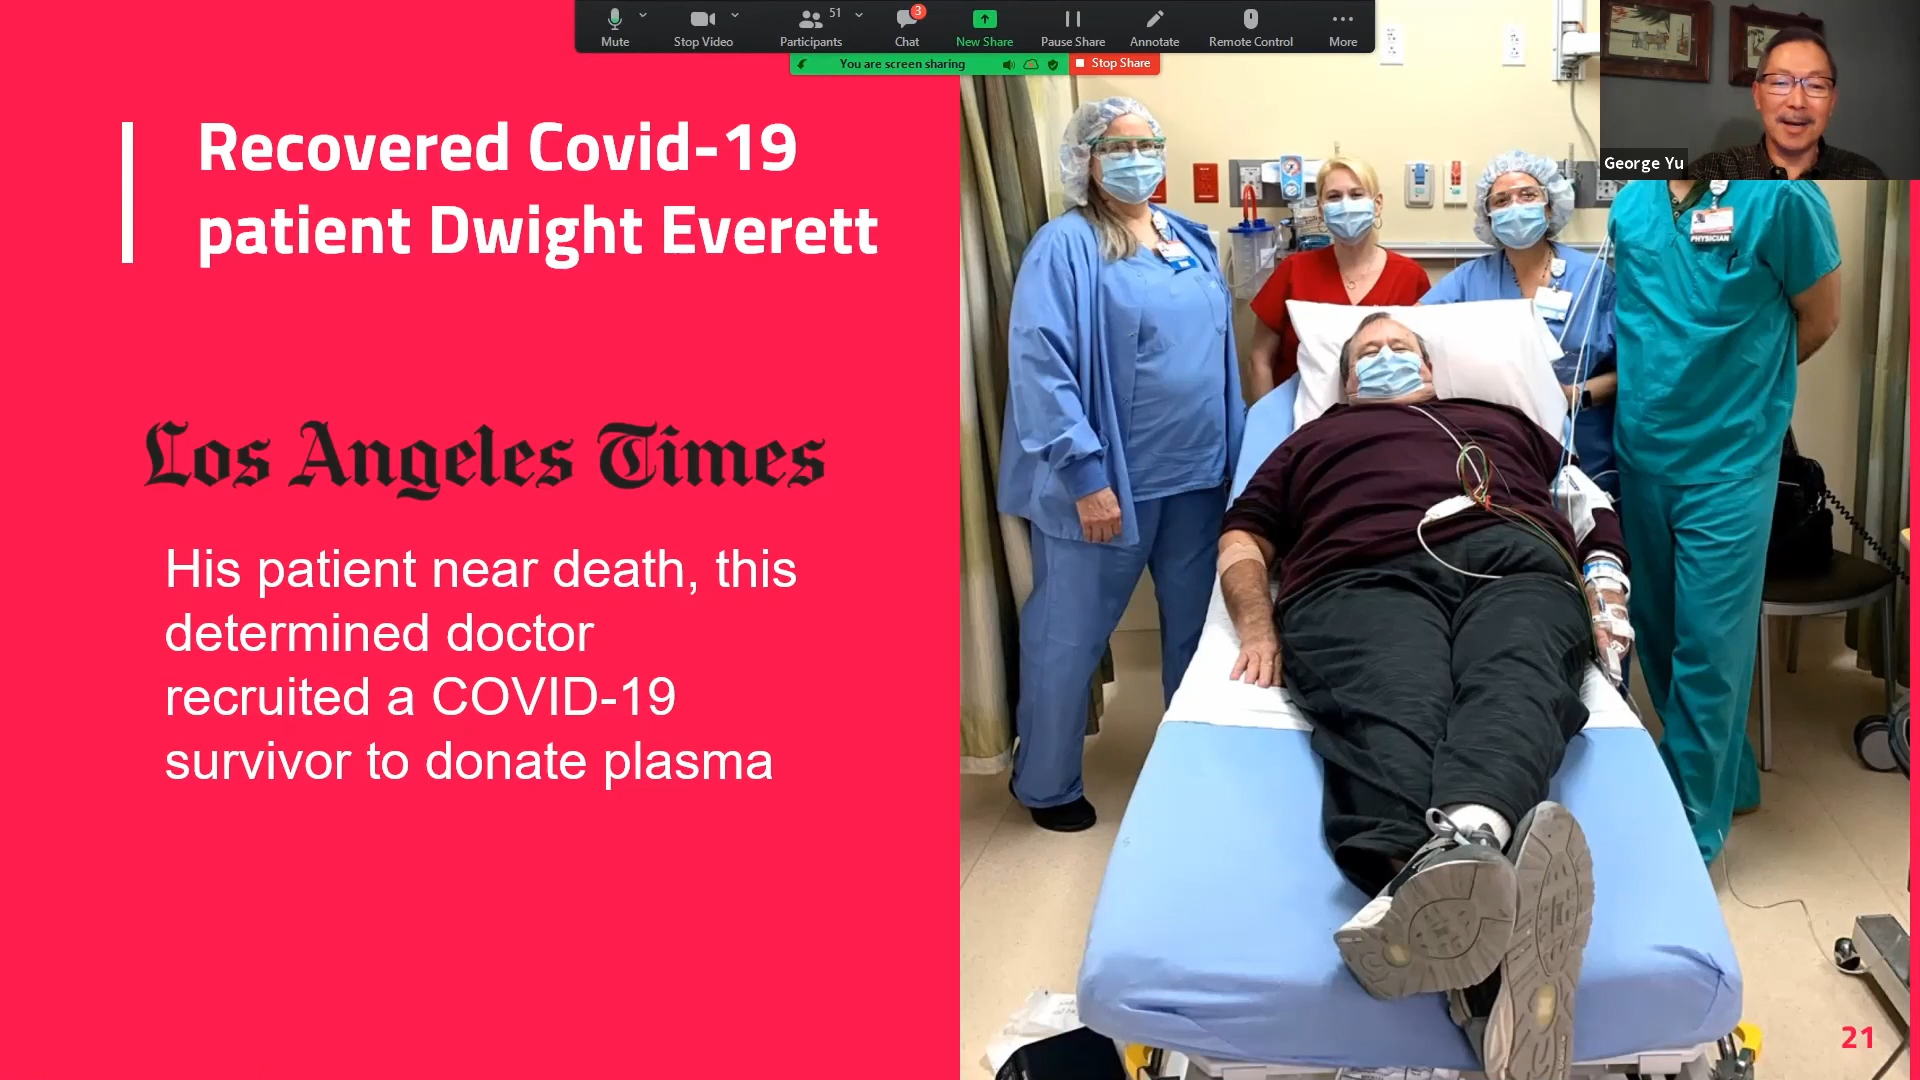 Mute
Stop Video
51
Participants
3
Chat
New Share
Pause Share
Annotate
Remote Control
More
You are screen sharing
Stop Share
George Yu
Recovered Covid-19
patient Dwight Everett
PHYSICIAN
Los Angeles Times
His patient near death, this
determined doctor
recruited a COVID-19
survivor to donate plasma
21